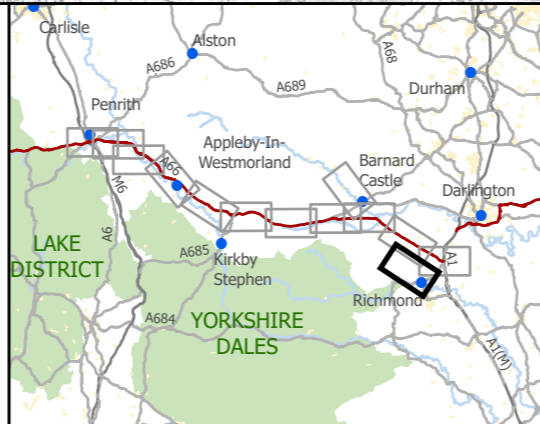 Carlisle
Alston
A68
A686
A689
Durham
Penrith
Appleby-In-
Westmorland
A66
Barnard
Castle
Darlington
M6
A6
LAKE
DISTRICT
A685
Kirkby
Stephen
A1
Richmond
A684
YORKSHIRE
DALES
A1(M)